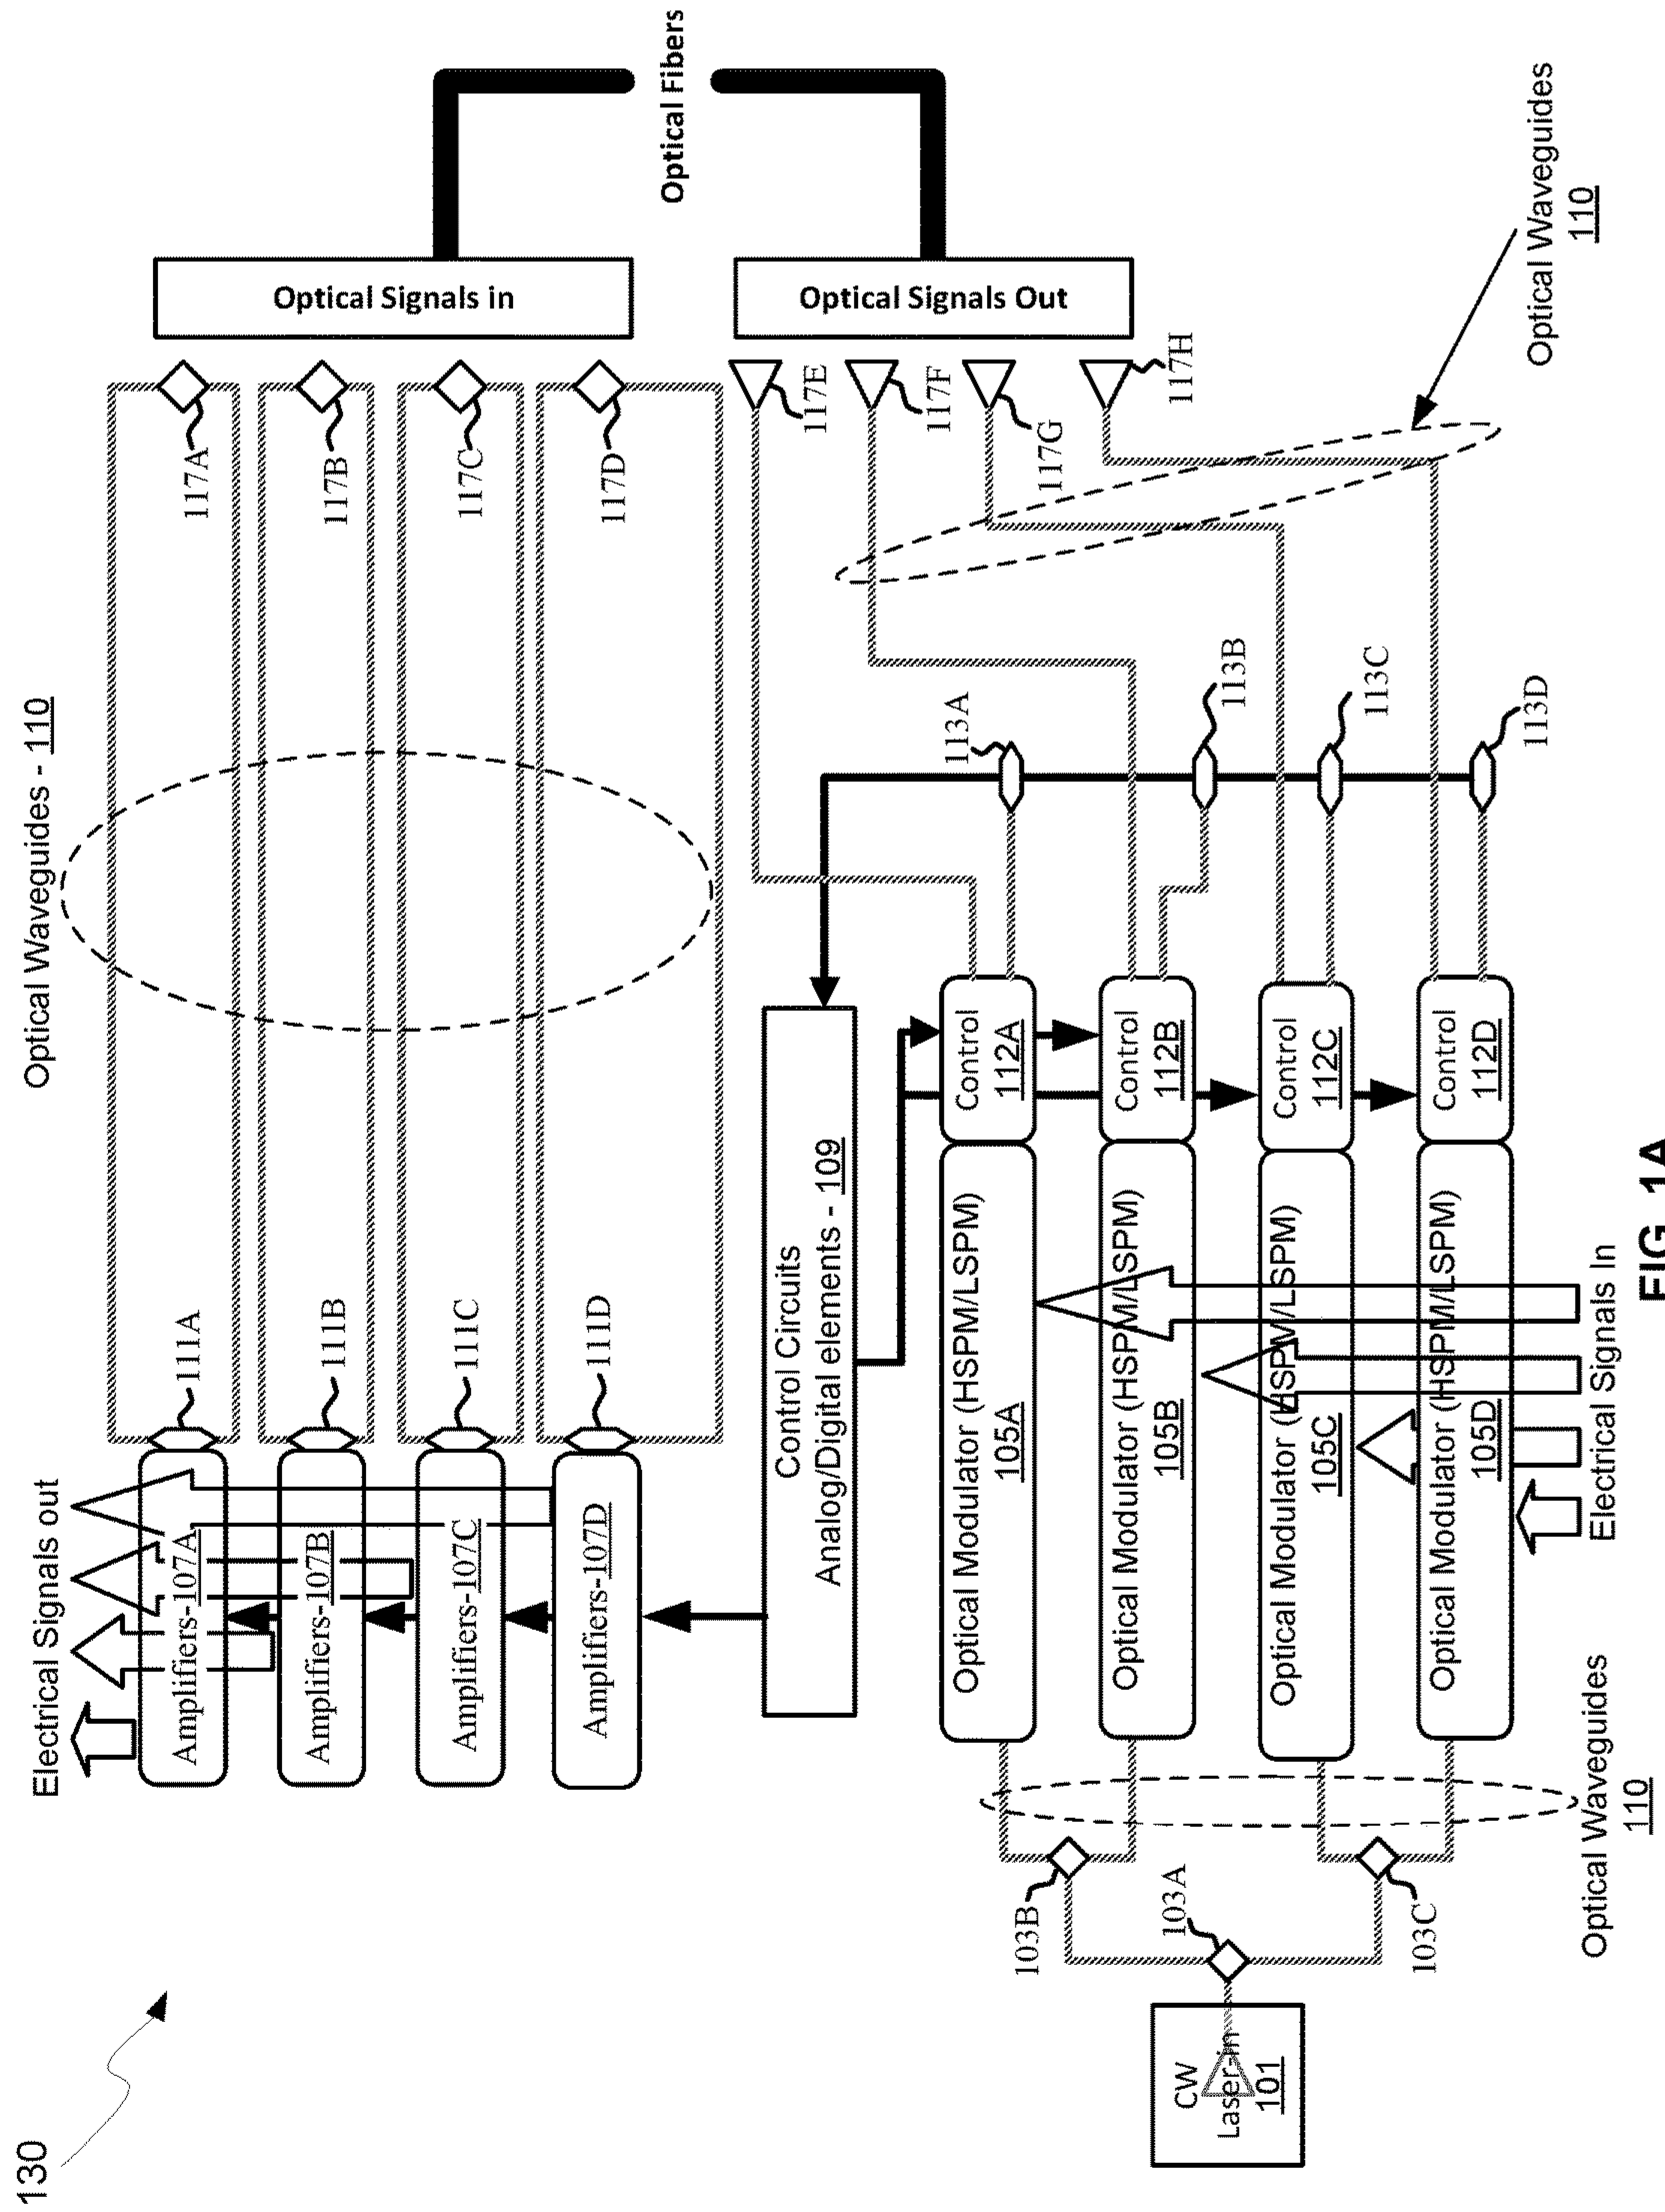 130
Optical Waveguides - 110
Electrical Signals out
Amplifiers-107A
Amplifiers-107B
Amplifiers-107C
Amplifiers-107D
111A
111B
111C
111D
117A
117B
117C
117D
Optical Signals in
Optical Fibers
Optical Signals Out
117E
117F
117G
117H
Optical Waveguides
110
Control Circuits
Analog/Digital elements - 109
113A
113B
113C
113D
Optical Modulator (HSPM/LSPM)
105A
Control
112A
Optical Modulator (HSPM/LSPM)
105B
Control
112B
Optical Modulator (HSPM/LSPM)
105C
Control
112C
Optical Modulator (HSPM/LSPM)
105D
Control
112D
103B
103A
103C
CW
Laser-in
101
Optical Waveguides
110
Electrical Signals In
FIG. 1A